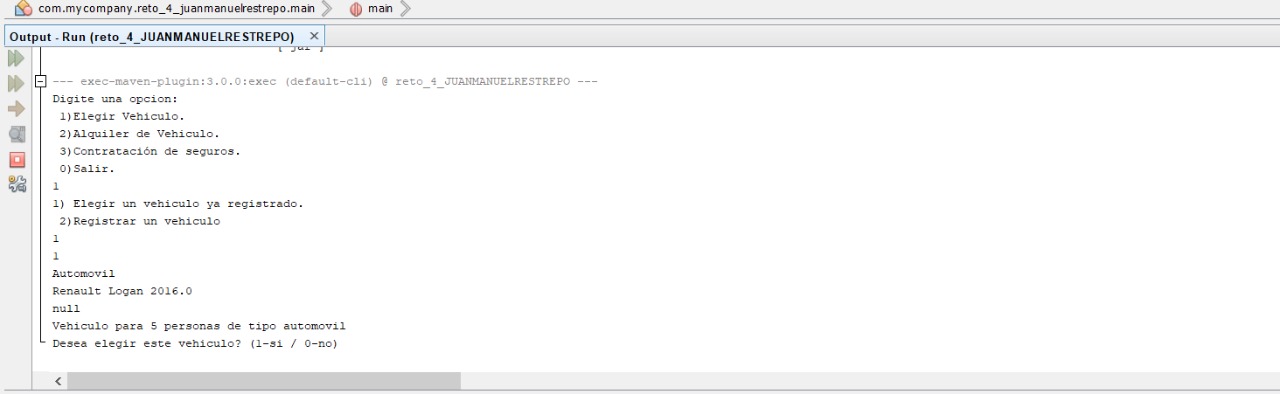 com.mycompany.reto_4_juanmanuelrestrepo.main
main
Output - Run (reto_4_JUANMANUELRESTREPO)
--- exec-maven-plugin:3.0.0:exec (default-cli) @ reto_4_JUANMANUELRESTREPO ---
Digite una opcion:
1)Elegir Vehiculo.
2)Alquiler de Vehiculo.
3)Contratación de seguros.
0)Salir.
1
1) Elegir un vehiculo ya registrado.
2)Registrar un vehiculo
1
1
Automovil
Renault Logan 2016.0
null
Vehiculo para 5 personas de tipo automovil
Desea elegir este vehiculo? (1-si / 0-no)